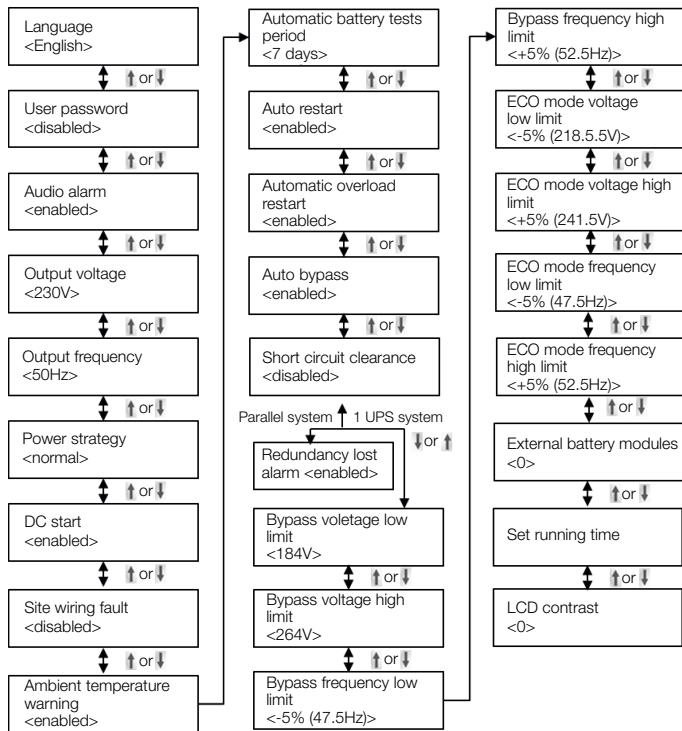 Language
<English>
↑ or ↓
User password
<disabled>
↑ or ↓
Audio alarm
<enabled>
↑ or ↓
Output voltage
<230V>
↑ or ↓
Output frequency
<50Hz>
↑ or ↓
Power strategy
<normal>
↑ or ↓
DC start
<enabled>
↑ or ↓
Site wiring fault
<disabled>
↑ or ↓
Ambient temperature
warning
<enabled>
Automatic battery tests
period
<7 days>
↑ or ↓
Auto restart
<enabled>
↑ or ↓
Automatic overload
restart
<enabled>
↑ or ↓
Auto bypass
<enabled>
↑ or ↓
Short circuit clearance
<disabled>
Parallel system 1 UPS system
↓ or ↑
Redundancy lost
alarm <enabled>
Bypass voletage low
limit
<184V>
↑ or ↓
Bypass voltage high
limit
<264V>
↑ or ↓
Bypass frequency low
limit
<-5% (47.5Hz)>
Bypass frequency high
limit
<+5% (52.5Hz)>
↑ or ↓
ECO mode voltage
low limit
<-5% (218.5.5V)>
↑ or ↓
ECO mode voltage high
limit
<+5% (241.5V)>
↑ or ↓
ECO mode frequency
low limit
<-5% (47.5Hz)>
↑ or ↓
ECO mode frequency
high limit
<+5% (52.5Hz)>
↑ or ↓
External battery modules
<0>
↑ or ↓
Set running time
↑ or ↓
LCD contrast
<0>